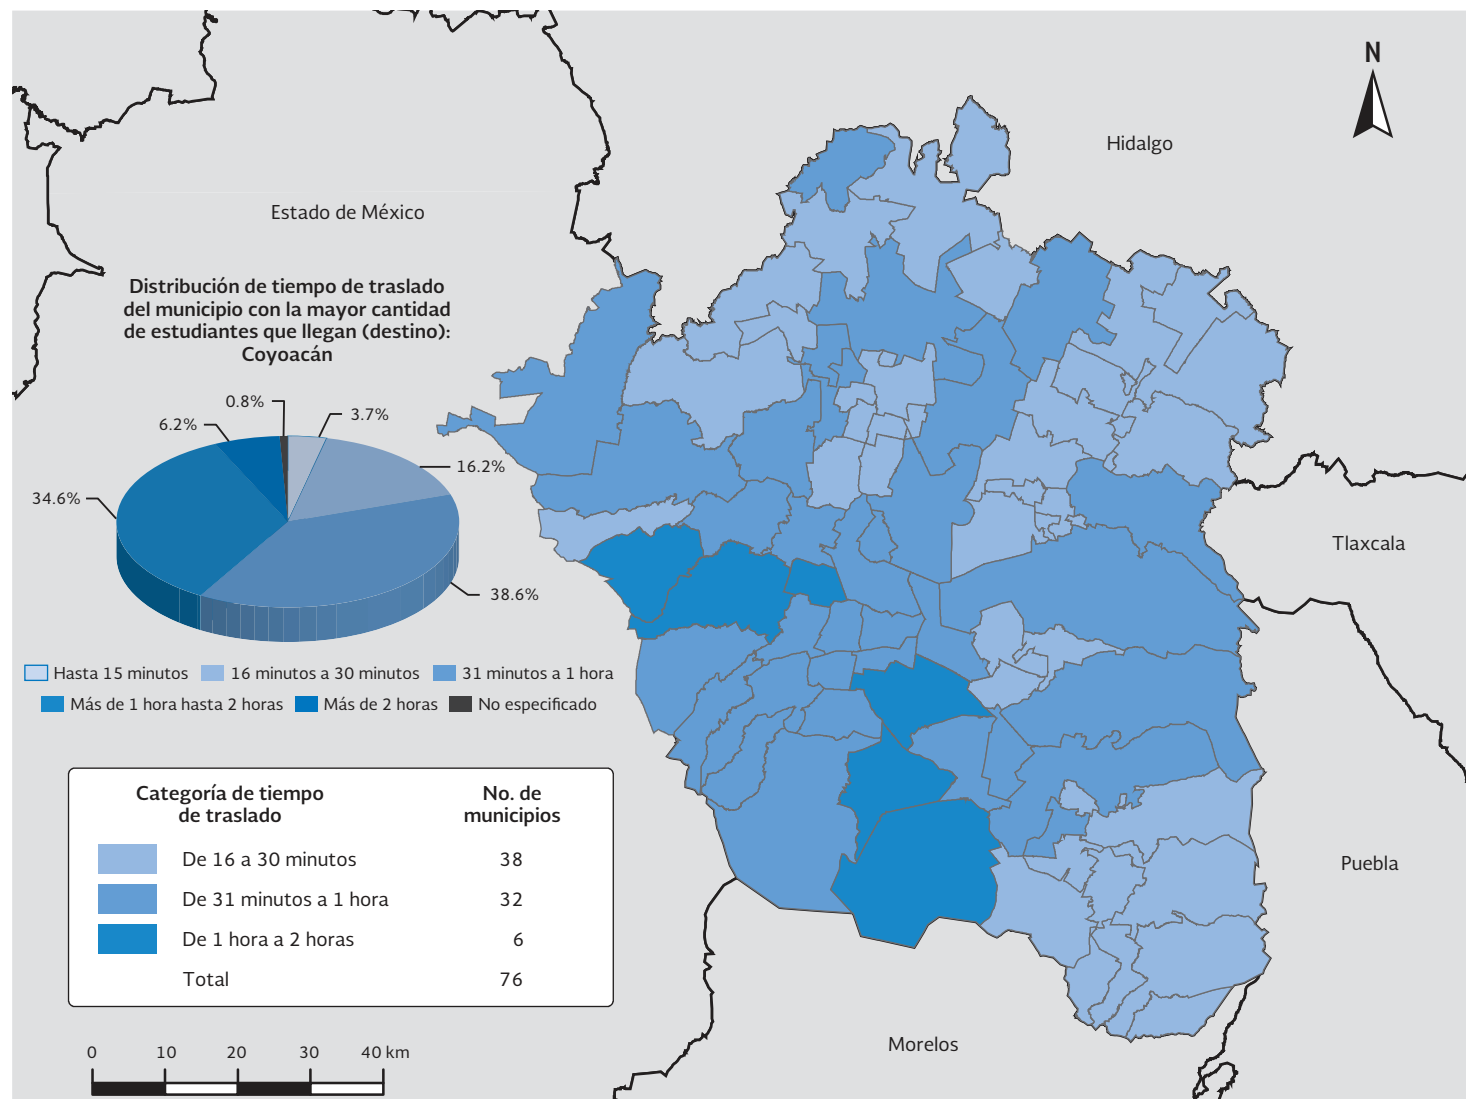 N
Hidalgo
Estado de México
Distribución de tiempo de traslado
del municipio con la mayor cantidad
de estudiantes que llegan (destino):
Coyoacán
0.8%
3.7%
6.2%
16.2%
34.6%
38.6%
Tlaxcala
Hasta 15 minutos
16 minutos a 30 minutos
31 minutos a 1 hora
Más de 1 hora hasta 2 horas
Más de 2 horas
No especificado
Categoría de tiempo
de traslado
No. de
municipios
De 16 a 30 minutos 38
De 31 minutos a 1 hora 32
De 1 hora a 2 horas 6
Total 76
Puebla
Morelos
0 10 20 30 40 km